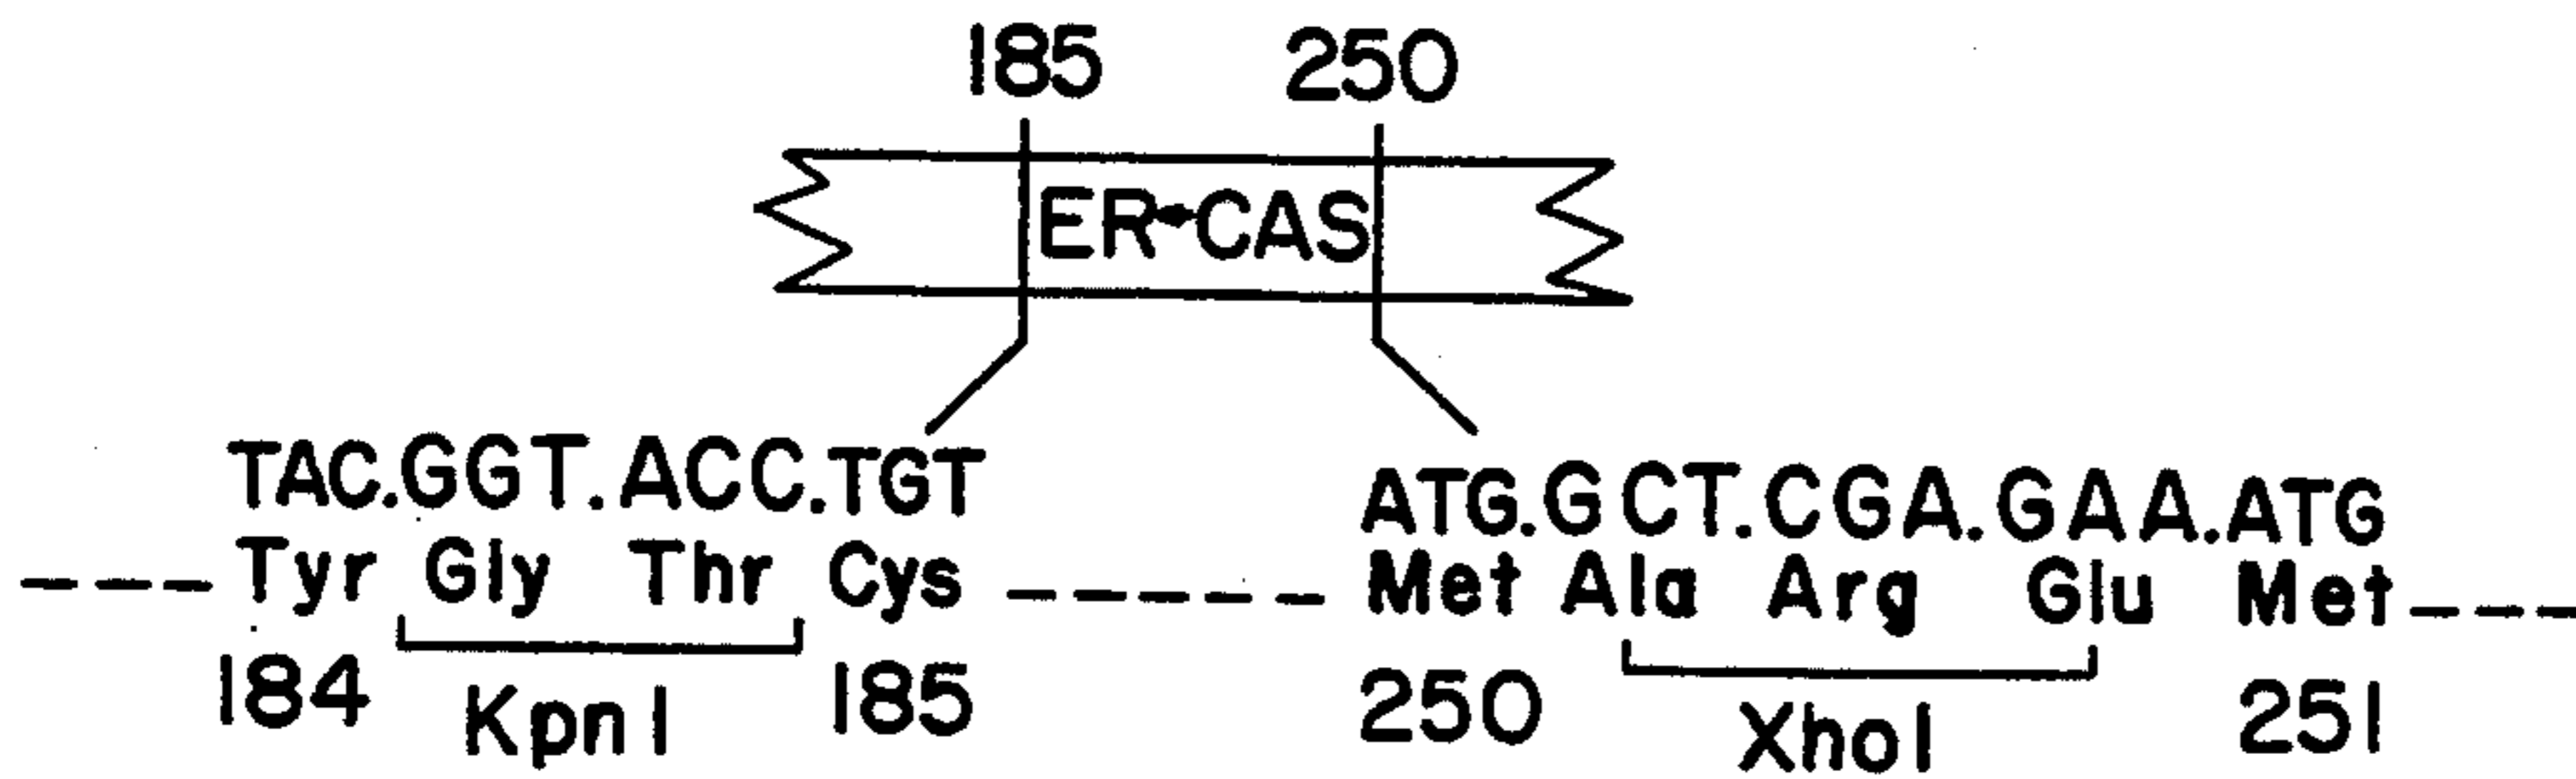 185 250
ER-CAS
TAC.GGT.ACC.TGT ATG.GCT.CGA.GAA.ATG
---Tyr Gly Thr Cys ----- Met Ala Arg Glu Met---
184 KpnI 185 250 XhoI 251